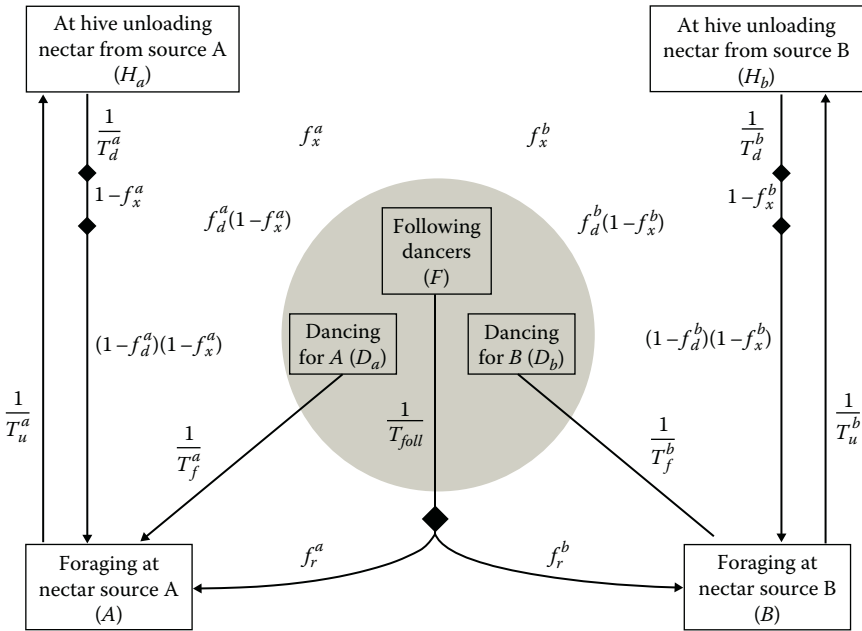 At hive unloading
nectar from source A
(H_a)
At hive unloading
nectar from source B
(H_b)
1/T_d^a
f_x^a
f_x^b
1/T_d^b
1–f_x^a
1–f_x^b
f_d^a(1–f_x^a)
f_d^b(1–f_x^b)
Following
dancers
(F)
Dancing
for A (D_a)
Dancing
for B (D_b)
(1–f_d^a)(1–f_x^a)
(1–f_d^b)(1–f_x^b)
1/T_u^a
1/T_f^a
1/T_foll
1/T_f^b
1/T_u^b
f_r^a
f_r^b
Foraging at
nectar source A
(A)
Foraging at
nectar source B
(B)